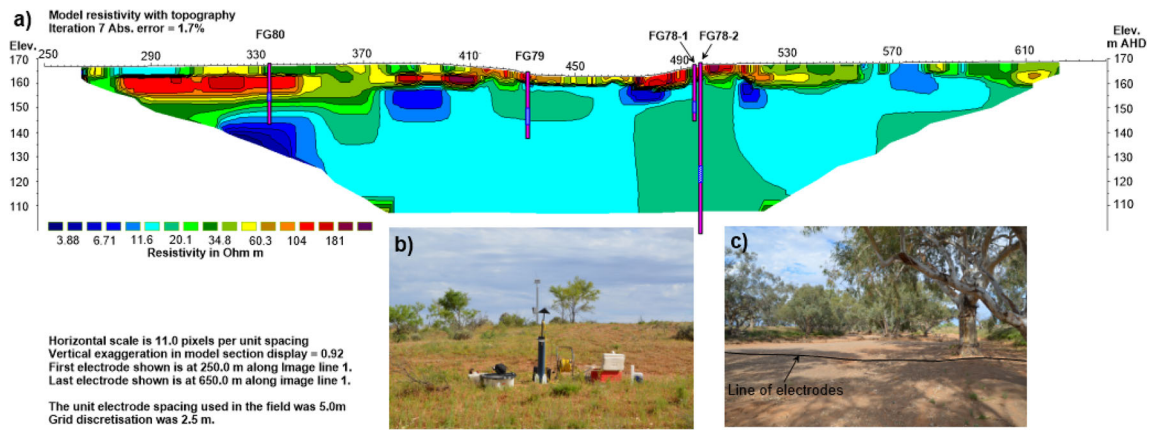 a)
Model resistivity with topography
Iteration 7 Abs. error = 1.7%
Elev.
250 290 330 370 410 450 490 530 570 610
FG80
FG79
FG78-1
FG78-2
Elev.
m AHD
170
160
150
140
130
120
110
170
160
150
140
130
120
110
3.88 6.71 11.6 20.1 34.8 60.3 104 181
Resistivity in Ohm m
b)
c)
Line of electrodes
Horizontal scale is 11.0 pixels per unit spacing
Vertical exaggeration in model section display = 0.92
First electrode shown is at 250.0 m along Image line 1.
Last electrode shown is at 650.0 m along image line 1.
The unit electrode spacing used in the field was 5.0m
Grid discretisation was 2.5 m.